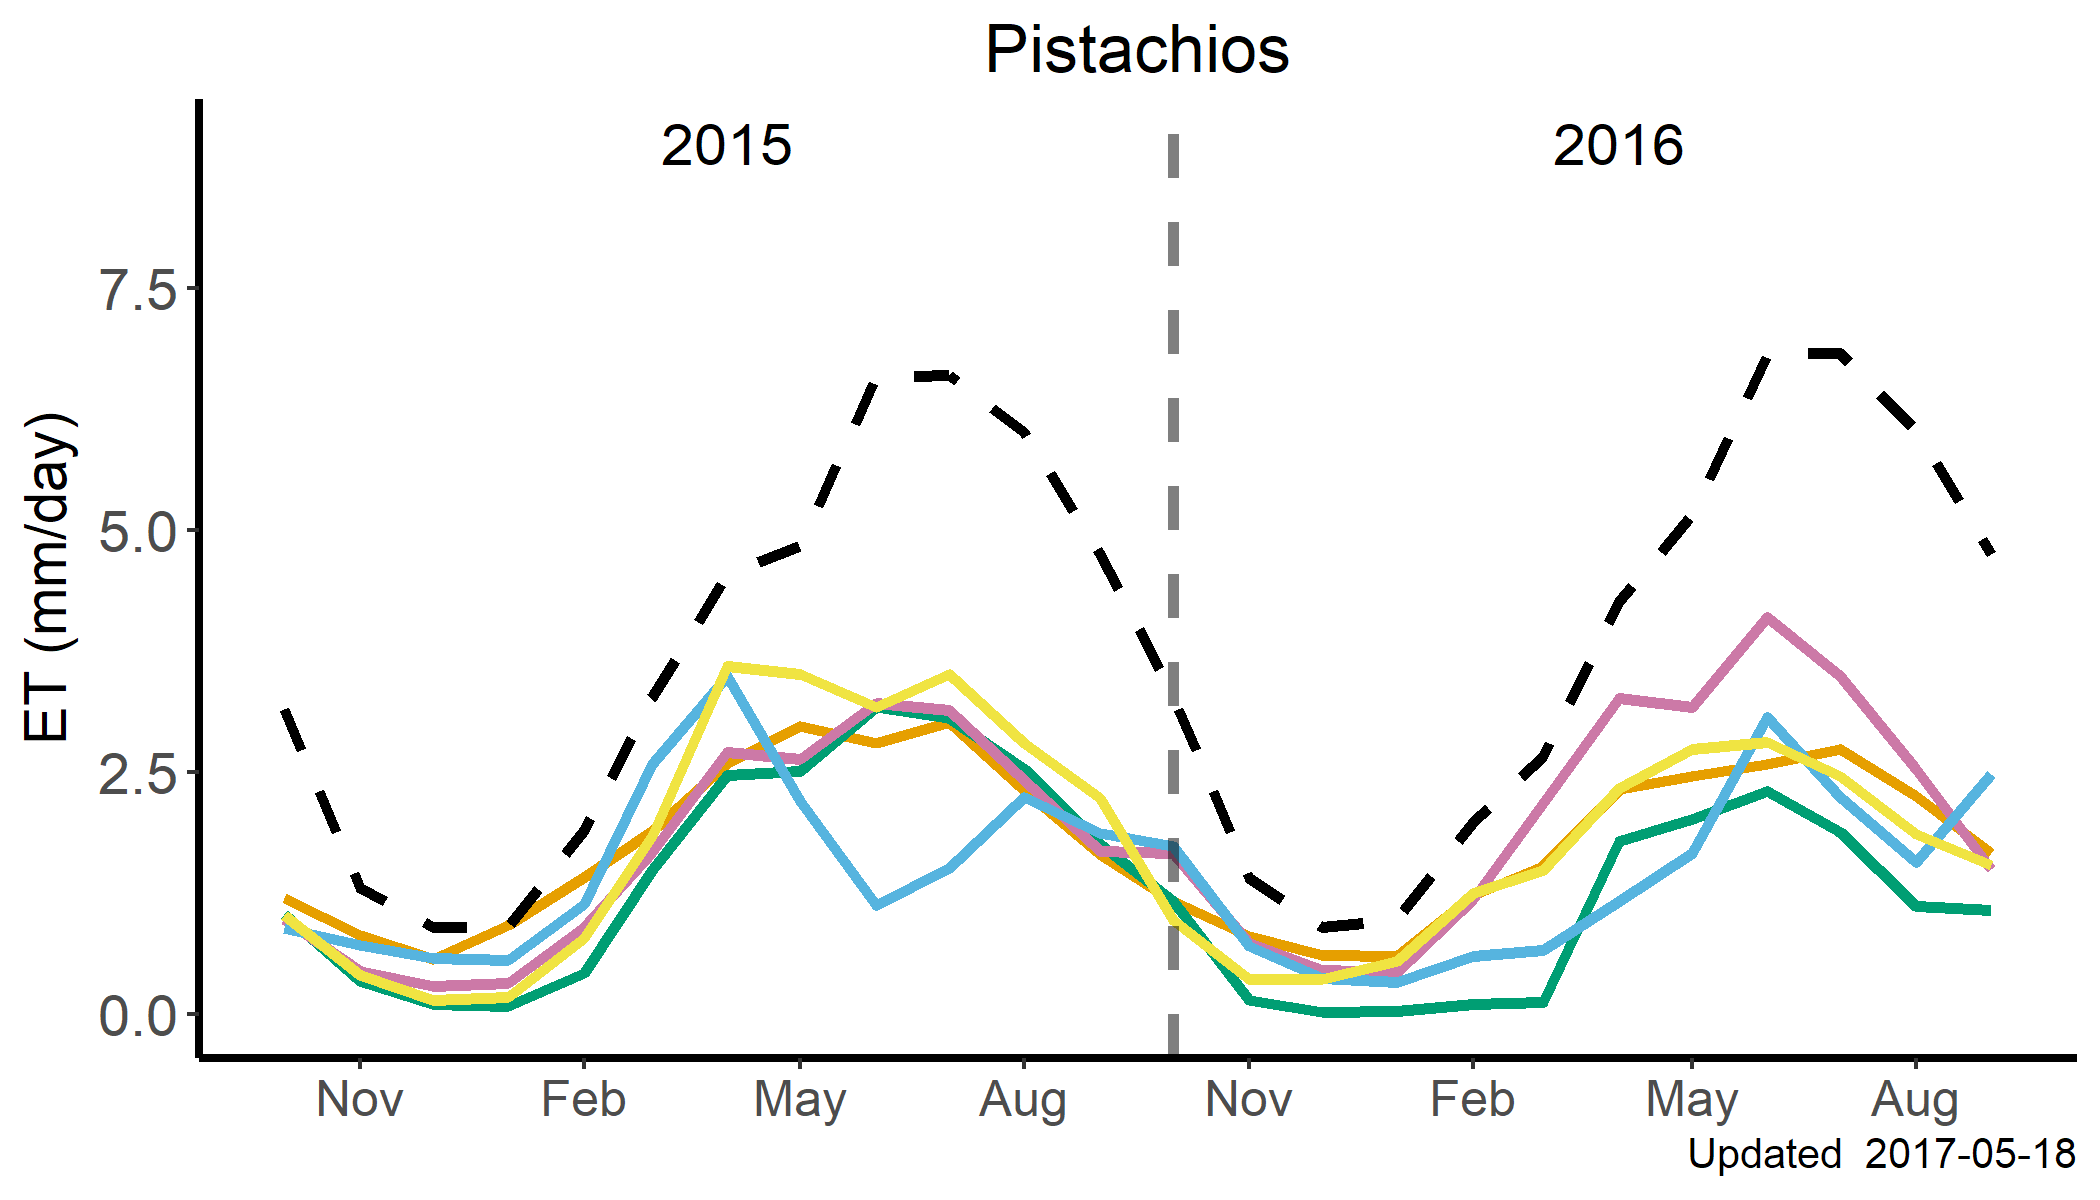 Pistachios
2015
2016
ET (mm/day)
7.5
5.0
2.5
0.0
Nov
Feb
May
Aug
Nov
Feb
May
Aug
Updated  2017-05-18